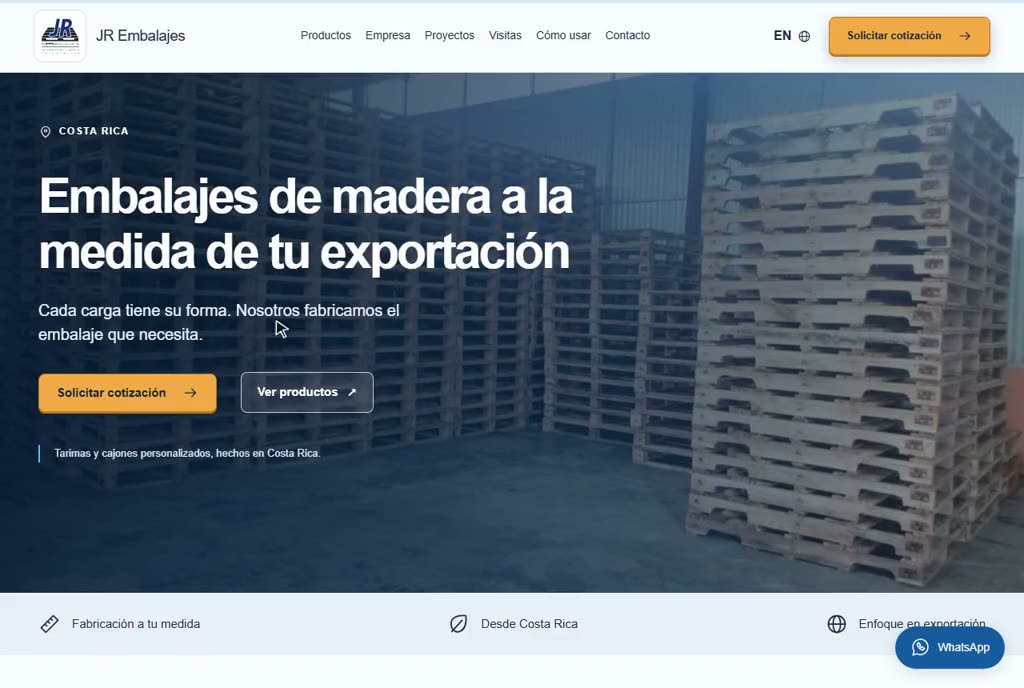 JR
JR Embalajes
Productos
Empresa
Proyectos
Visitas
Cómo usar
Contacto
EN
Solicitar cotización
COSTA RICA
Embalajes de madera a la
medida de tu exportación
Cada carga tiene su forma. Nosotros fabricamos el
embalaje que necesita.
Solicitar cotización
Ver productos
Tarimas y cajones personalizados, hechos en Costa Rica.
Fabricación a tu medida
Desde Costa Rica
Enfoque en exportación
WhatsApp